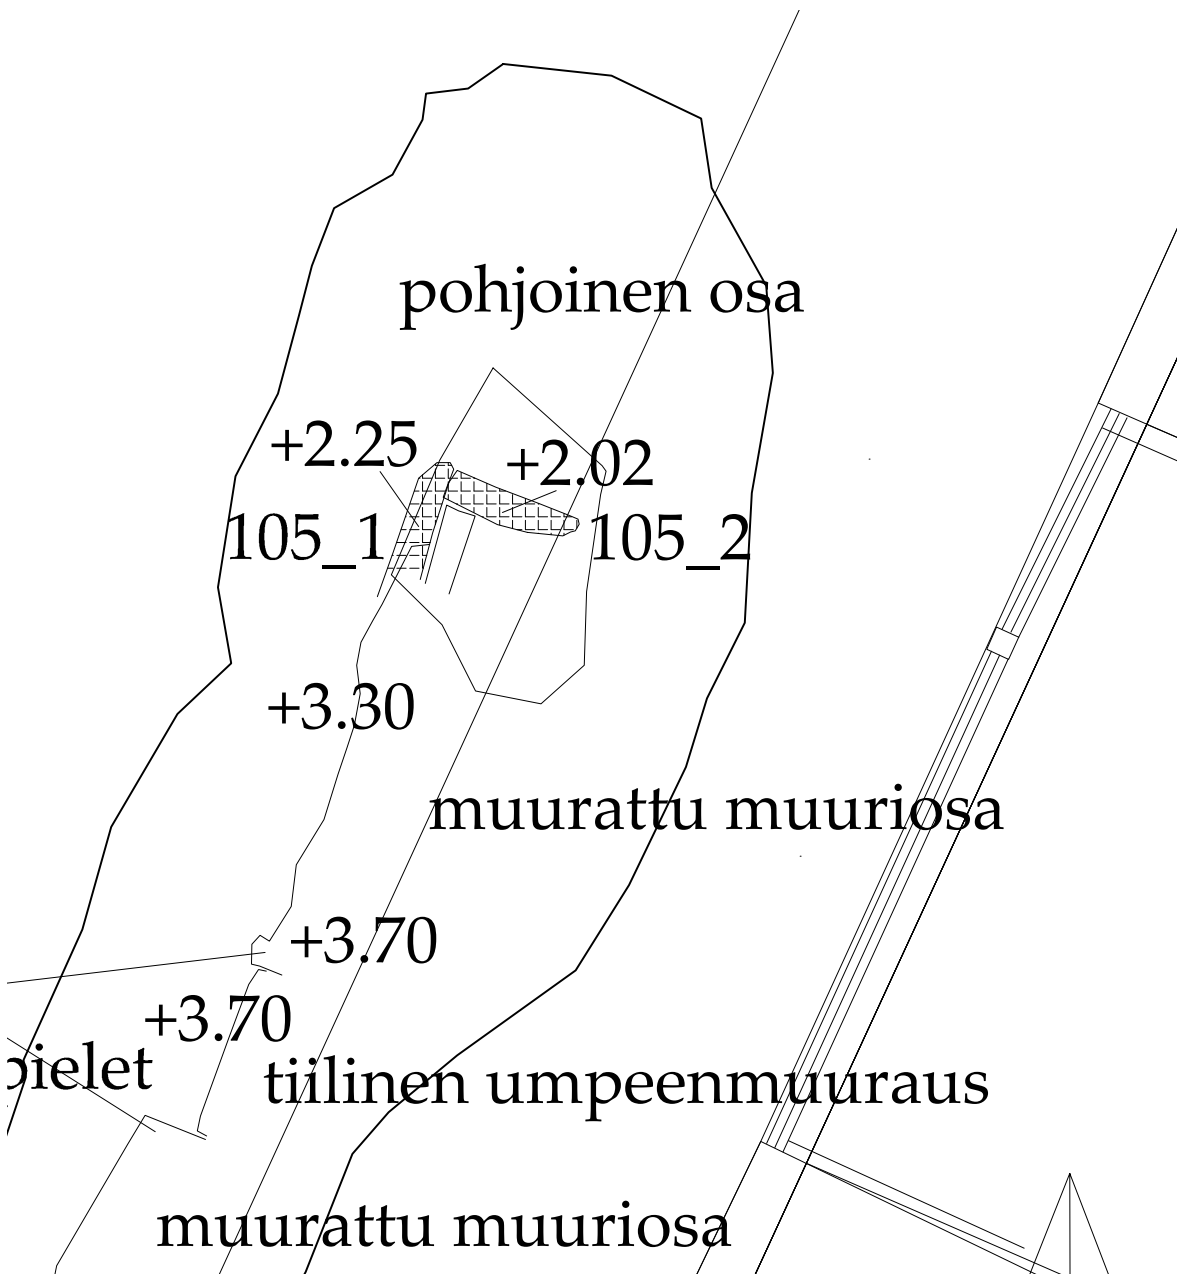 pohjoinen osa
+2.25
+2.02
105_1
105_2
+3.30
muurattu muuriosa
+3.70
+3.70
pielet
tiilinen umpeenmuuraus
muurattu muuriosa